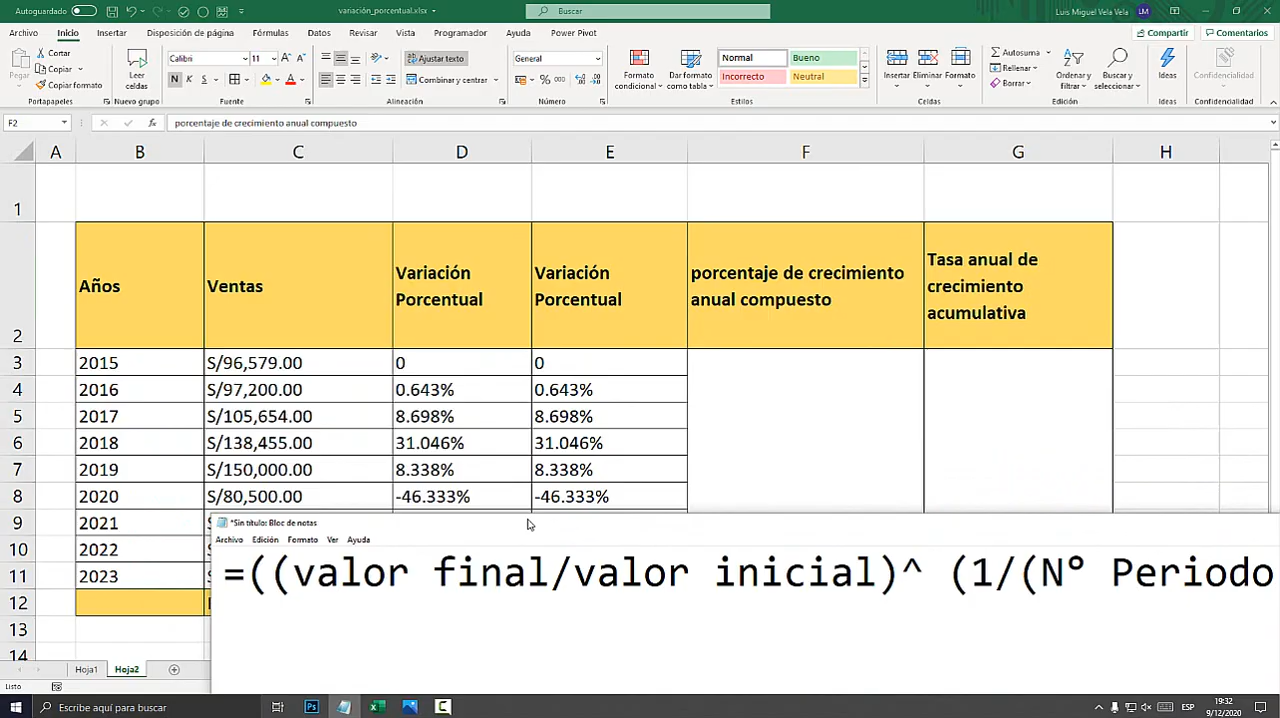 Autoguardado
variación_porcentual.xlsx
Buscar
Luis Miguel Vela Vela
LM
Archivo Inicio Insertar Disposición de página Fórmulas Datos Revisar Vista Programador Ayuda Power Pivot
Compartir
Comentarios
Pegar
Cortar
Copiar
Copiar formato
Portapapeles
Leer celdas
Nuevo grupo
Calibri 11
N K S
Fuente
Ajustar texto
Combinar y centrar
Alineación
General
% 000
Número
Formato condicional
Dar formato como tabla
Normal Bueno
Incorrecto Neutral
Estilos
Insertar Eliminar Formato
Celdas
Autosuma
Rellenar
Borrar
Ordenar y filtrar
Buscar y seleccionar
Edición
Ideas
Ideas
Confidencialidad
Confidencialidad
F2
fx
porcentaje de crecimiento anual compuesto
A B C D E F G H
1
2 Años Ventas Variación Porcentual Variación Porcentual porcentaje de crecimiento anual compuesto Tasa anual de crecimiento acumulativa
3 2015 S/96,579.00 0 0
4 2016 S/97,200.00 0.643% 0.643%
5 2017 S/105,654.00 8.698% 8.698%
6 2018 S/138,455.00 31.046% 31.046%
7 2019 S/150,000.00 8.338% 8.338%
8 2020 S/80,500.00 -46.333% -46.333%
9 2021
10 2022
11 2023
12
13
14
*Sin título: Bloc de notas
Archivo Edición Formato Ver Ayuda
=((valor final/valor inicial)^ (1/(N° Periodo
Hoja1 Hoja2
Listo
Escribe aquí para buscar
Ps
ESP
19:32
9/12/2020